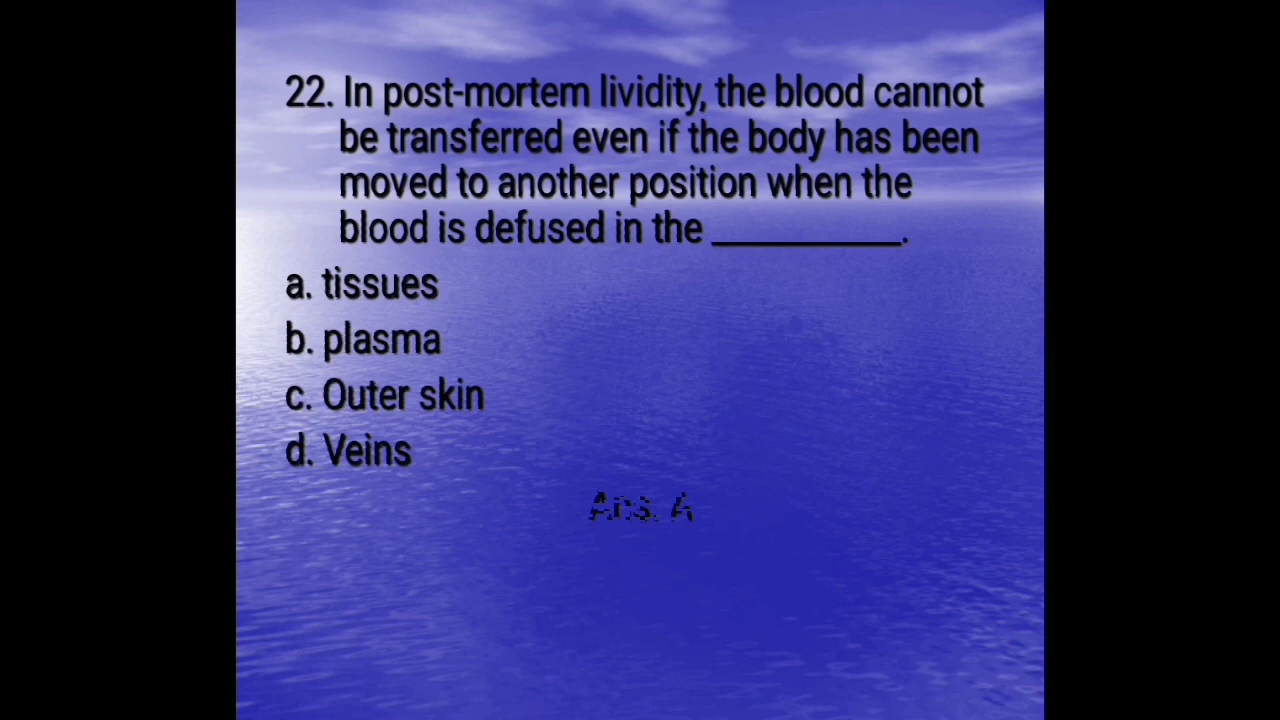 22. In post-mortem lividity, the blood cannot
be transferred even if the body has been
moved to another position when the
blood is defused in the __________.
a. tissues
b. plasma
c. Outer skin
d. Veins
Ans. A